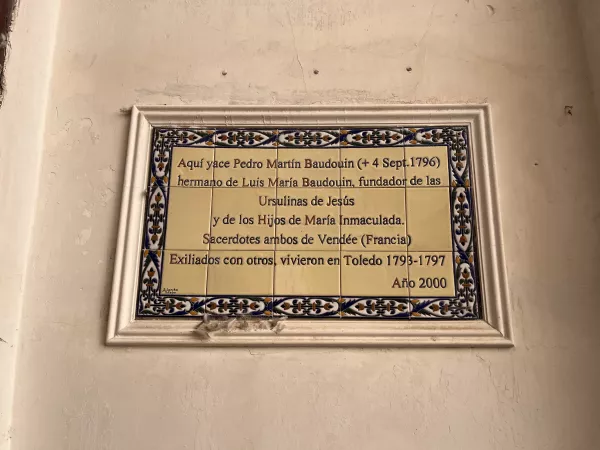 Aquí yace Pedro Martín Baudouin (+ 4 Sept.1796)
hermano de Luis María Baudouin, fundador de las
Ursulinas de Jesús
y de los Hijos de María Inmaculada.
Sacerdotes ambos de Vendée (Francia)
Exiliados con otros, vivieron en Toledo 1793-1797
Año 2000